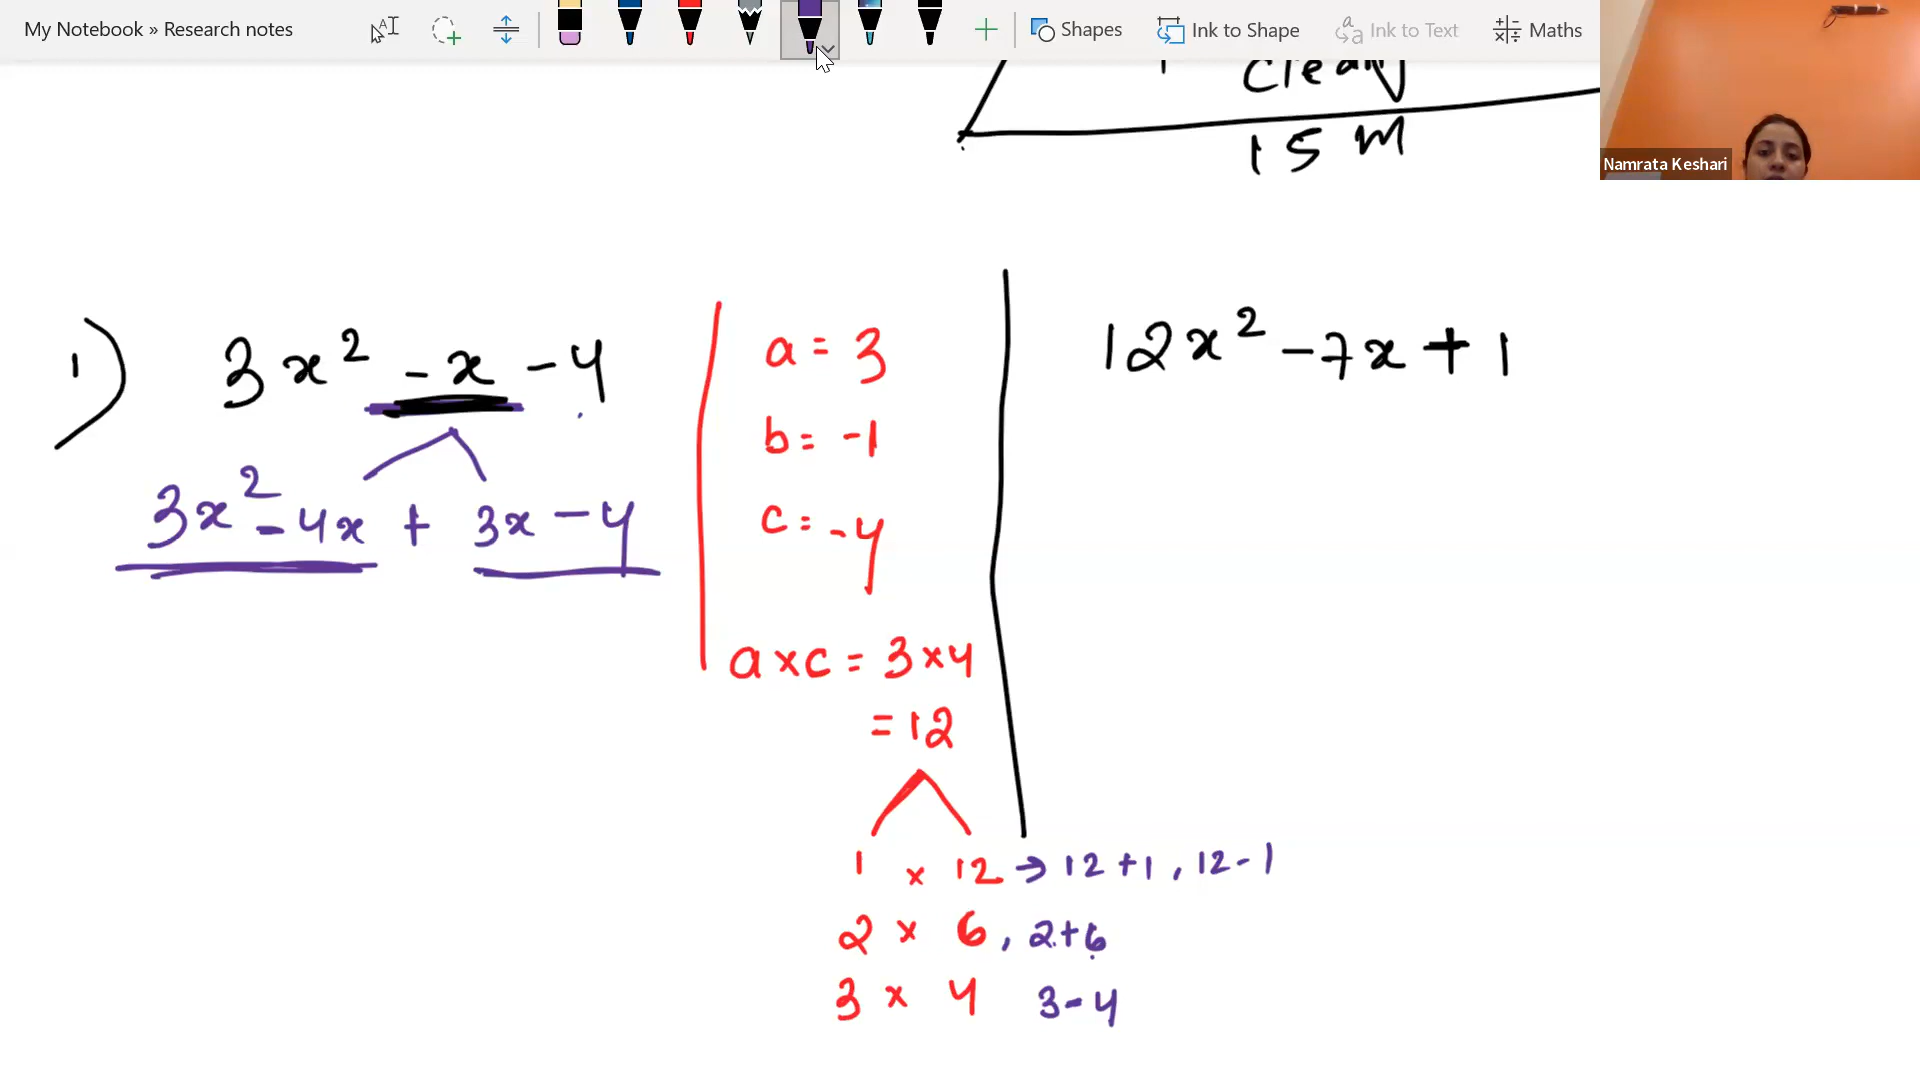 My Notebook » Research notes
Shapes
Ink to Shape
Ink to Text
Maths
Namrata Keshari
clean
15 M
1) 3x² - x - 4
3x² - 4x + 3x - 4
a = 3
b = -1
c = -4
a × c = 3 × 4
= 12
1 × 12 → 12 + 1, 12 - 1
2 × 6, 2 + 6
3 × 4 3 - 4
12x² - 7x + 1